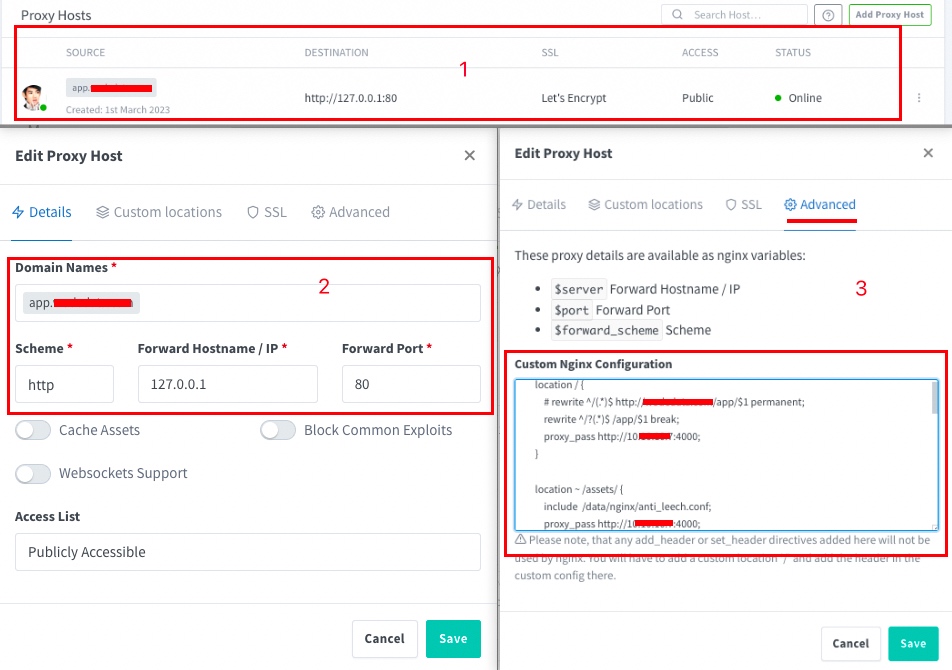 Proxy Hosts
Search Host…
Add Proxy Host
SOURCE DESTINATION SSL ACCESS STATUS
1
app.
Created: 1st March 2023
http://127.0.0.1:80 Let's Encrypt Public Online
Edit Proxy Host
Details Custom locations SSL Advanced
2
Domain Names *
app.
Scheme * Forward Hostname / IP * Forward Port *
http 127.0.0.1 80
Cache Assets Block Common Exploits
Websockets Support
Access List
Publicly Accessible
Cancel Save
Edit Proxy Host
Details Custom locations SSL Advanced
These proxy details are available as nginx variables:
3
• $server Forward Hostname / IP
• $port Forward Port
• $forward_scheme Scheme
Custom Nginx Configuration
location / {
# rewrite ^/(.*)$ http:/ /app/$1 permanent;
rewrite ^/?(.*)$ /app/$1 break;
proxy_pass http://10 :4000;
}
location ~ /assets/ {
include /data/nginx/anti_leech.conf;
proxy_pass http://10 :4000;
Please note, that any add_header or set_header directives added here will not be
used by nginx. You will have to add a custom location '/' and add the header in the
custom config there.
Cancel Save